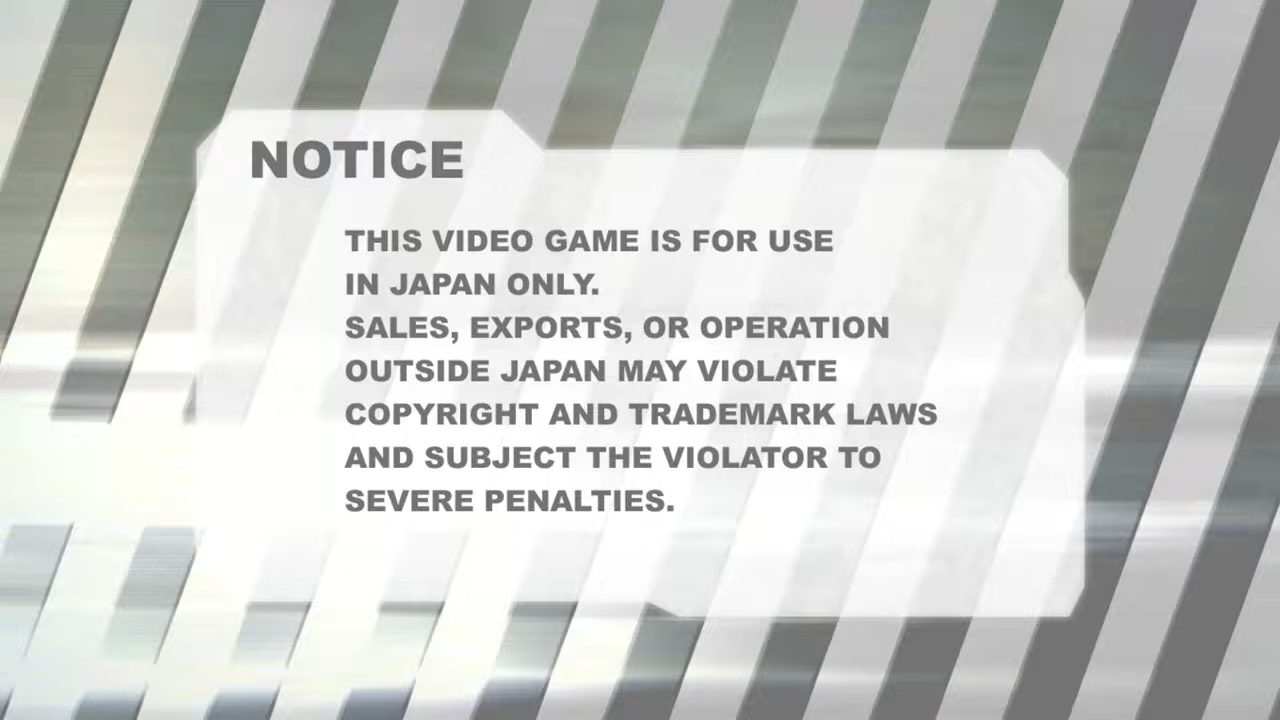 NOTICE
THIS VIDEO GAME IS FOR USE
IN JAPAN ONLY.
SALES, EXPORTS, OR OPERATION
OUTSIDE JAPAN MAY VIOLATE
COPYRIGHT AND TRADEMARK LAWS
AND SUBJECT THE VIOLATOR TO
SEVERE PENALTIES.